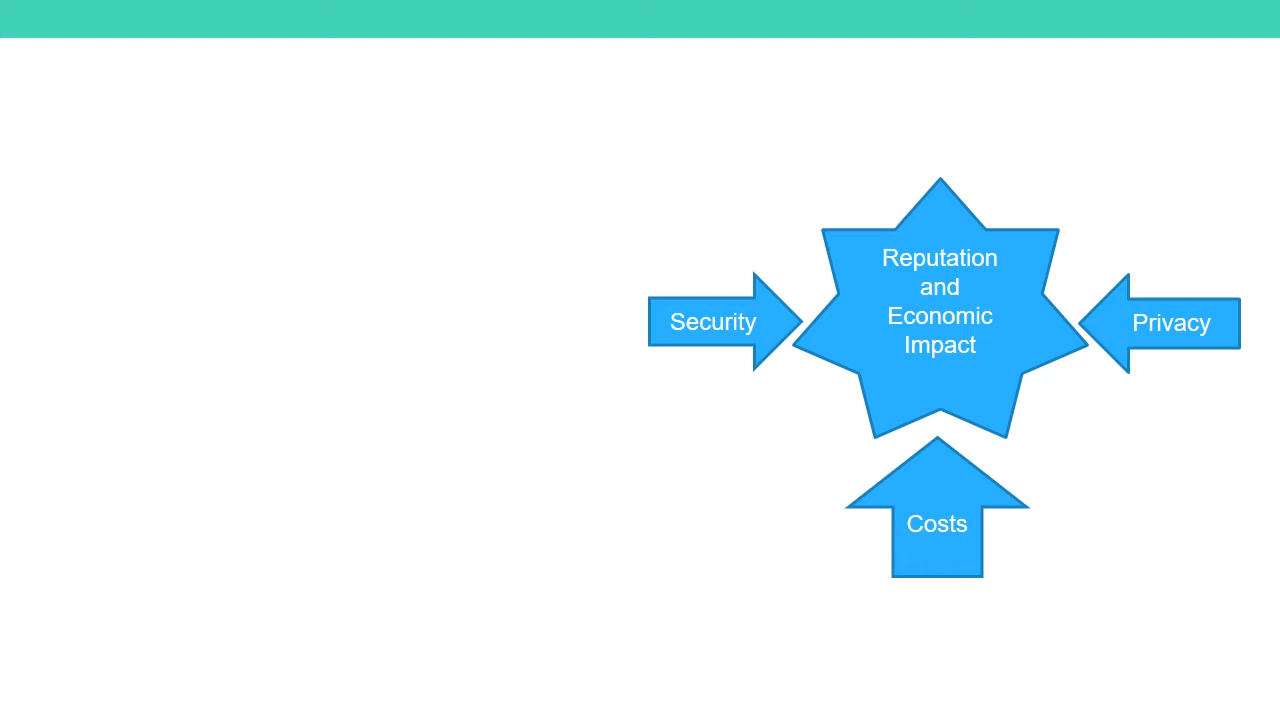 Reputation
and
Economic
Impact
Security
Privacy
Costs